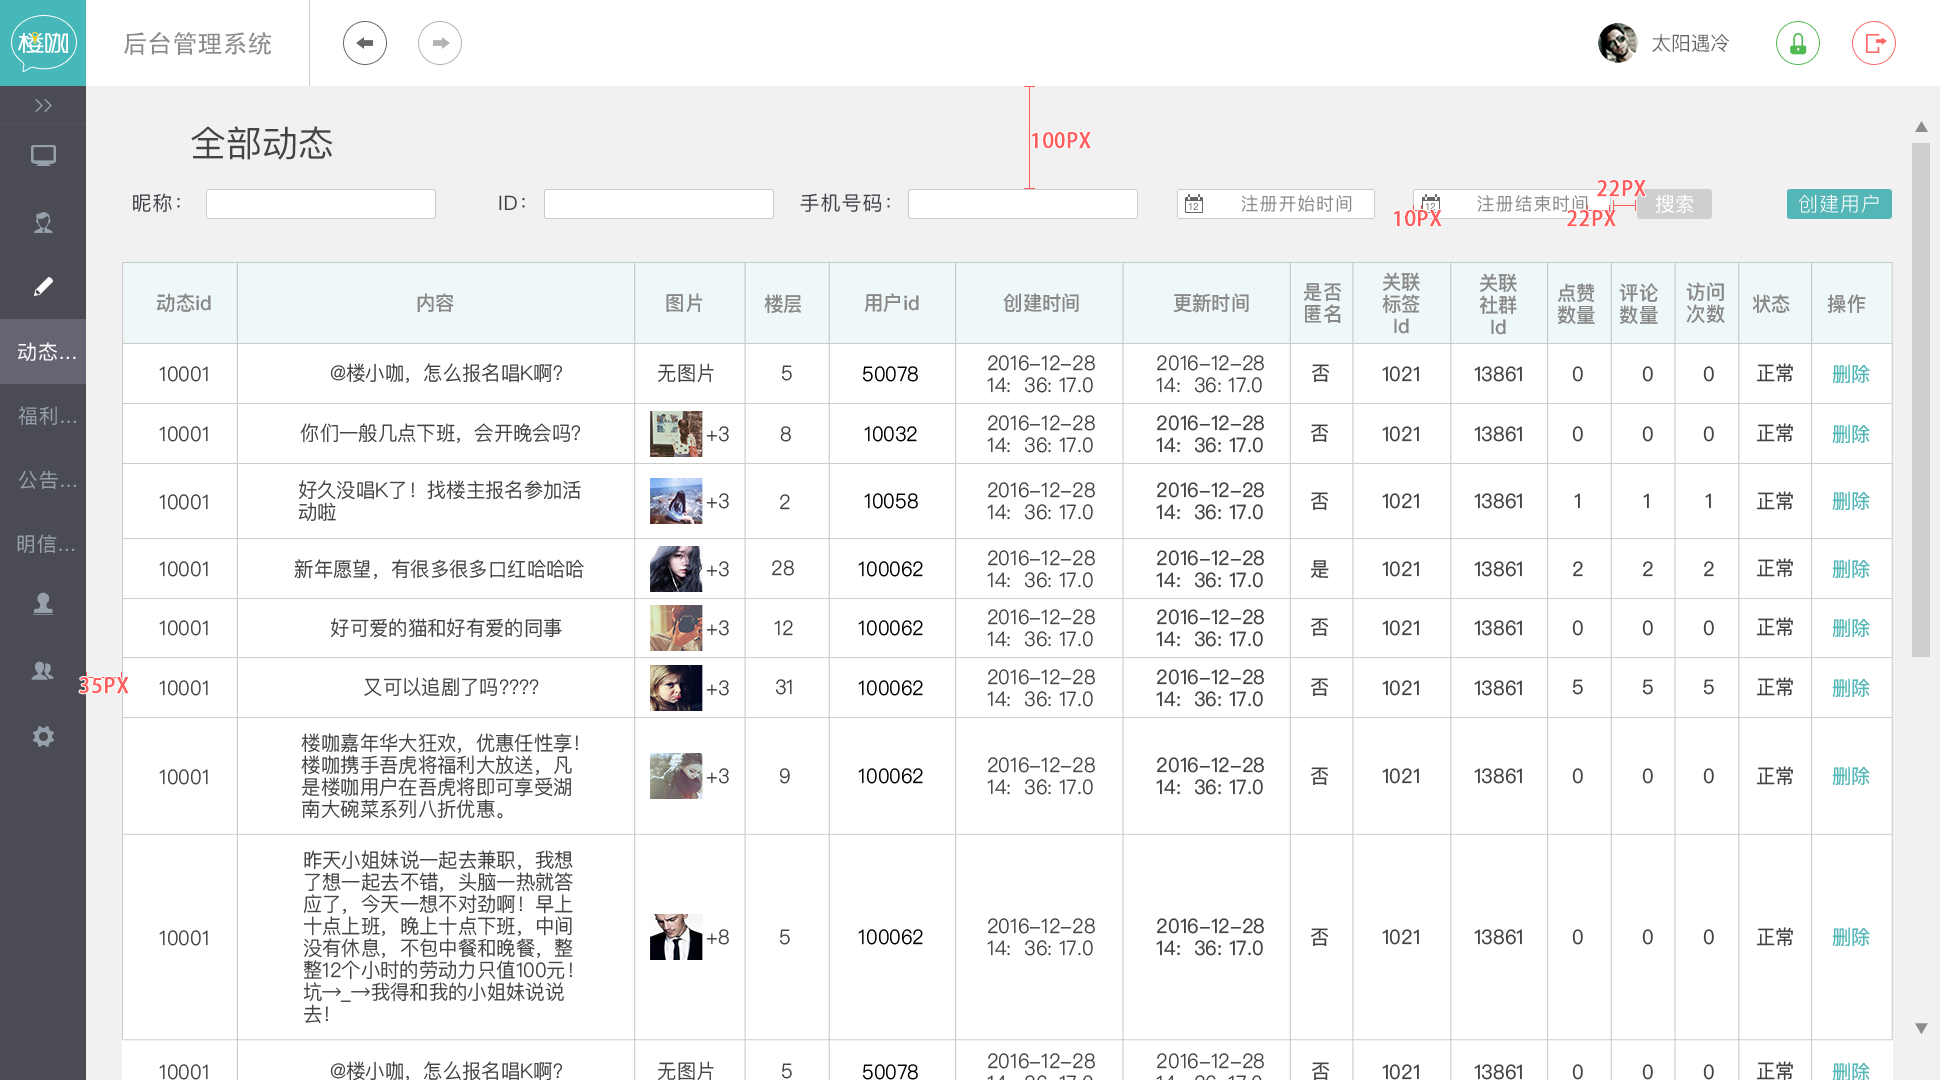 楼咖
后台管理系统
太阳遇冷
全部动态
100PX
昵称：
ID：
手机号码：
12
注册开始时间
12
注册结束时间
22PX
搜索
创建用户
10PX
22PX
动态...
福利...
公告...
明信...
35PX
动态id 内容 图片 楼层 用户id 创建时间 更新时间 是否匿名 关联标签Id 关联社群Id 点赞数量 评论数量 访问次数 状态 操作
10001 @楼小咖，怎么报名唱K啊？ 无图片 5 50078 2016-12-28 14：36：17.0 2016-12-28 14：36：17.0 否 1021 13861 0 0 0 正常 删除
10001 你们一般几点下班，会开晚会吗？ +3 8 10032 2016-12-28 14：36：17.0 2016-12-28 14：36：17.0 否 1021 13861 0 0 0 正常 删除
10001 好久没唱K了！找楼主报名参加活动啦 +3 2 10058 2016-12-28 14：36：17.0 2016-12-28 14：36：17.0 否 1021 13861 1 1 1 正常 删除
10001 新年愿望，有很多很多口红哈哈哈 +3 28 100062 2016-12-28 14：36：17.0 2016-12-28 14：36：17.0 是 1021 13861 2 2 2 正常 删除
10001 好可爱的猫和好有爱的同事 +3 12 100062 2016-12-28 14：36：17.0 2016-12-28 14：36：17.0 否 1021 13861 0 0 0 正常 删除
10001 又可以追剧了吗???? +3 31 100062 2016-12-28 14：36：17.0 2016-12-28 14：36：17.0 否 1021 13861 5 5 5 正常 删除
10001 楼咖嘉年华大狂欢，优惠任性享！
楼咖携手吾虎将福利大放送，凡
是楼咖用户在吾虎将即可享受湖
南大碗菜系列八折优惠。 +3 9 100062 2016-12-28 14：36：17.0 2016-12-28 14：36：17.0 否 1021 13861 0 0 0 正常 删除
10001 昨天小姐妹说一起去兼职，我想
了想一起去不错，头脑一热就答
应了，今天一想不对劲啊！早上
十点上班，晚上十点下班，中间
没有休息，不包中餐和晚餐，整
整12个小时的劳动力只值100元！
坑→_→我得和我的小姐妹说说
去！ +8 5 100062 2016-12-28 14：36：17.0 2016-12-28 14：36：17.0 否 1021 13861 0 0 0 正常 删除
10001 @楼小咖，怎么报名唱K啊？ 无图片 5 50078 2016-12-28 14：36：17.0 2016-12-28 14：36：17.0 否 1021 13861 0 0 0 正常 删除